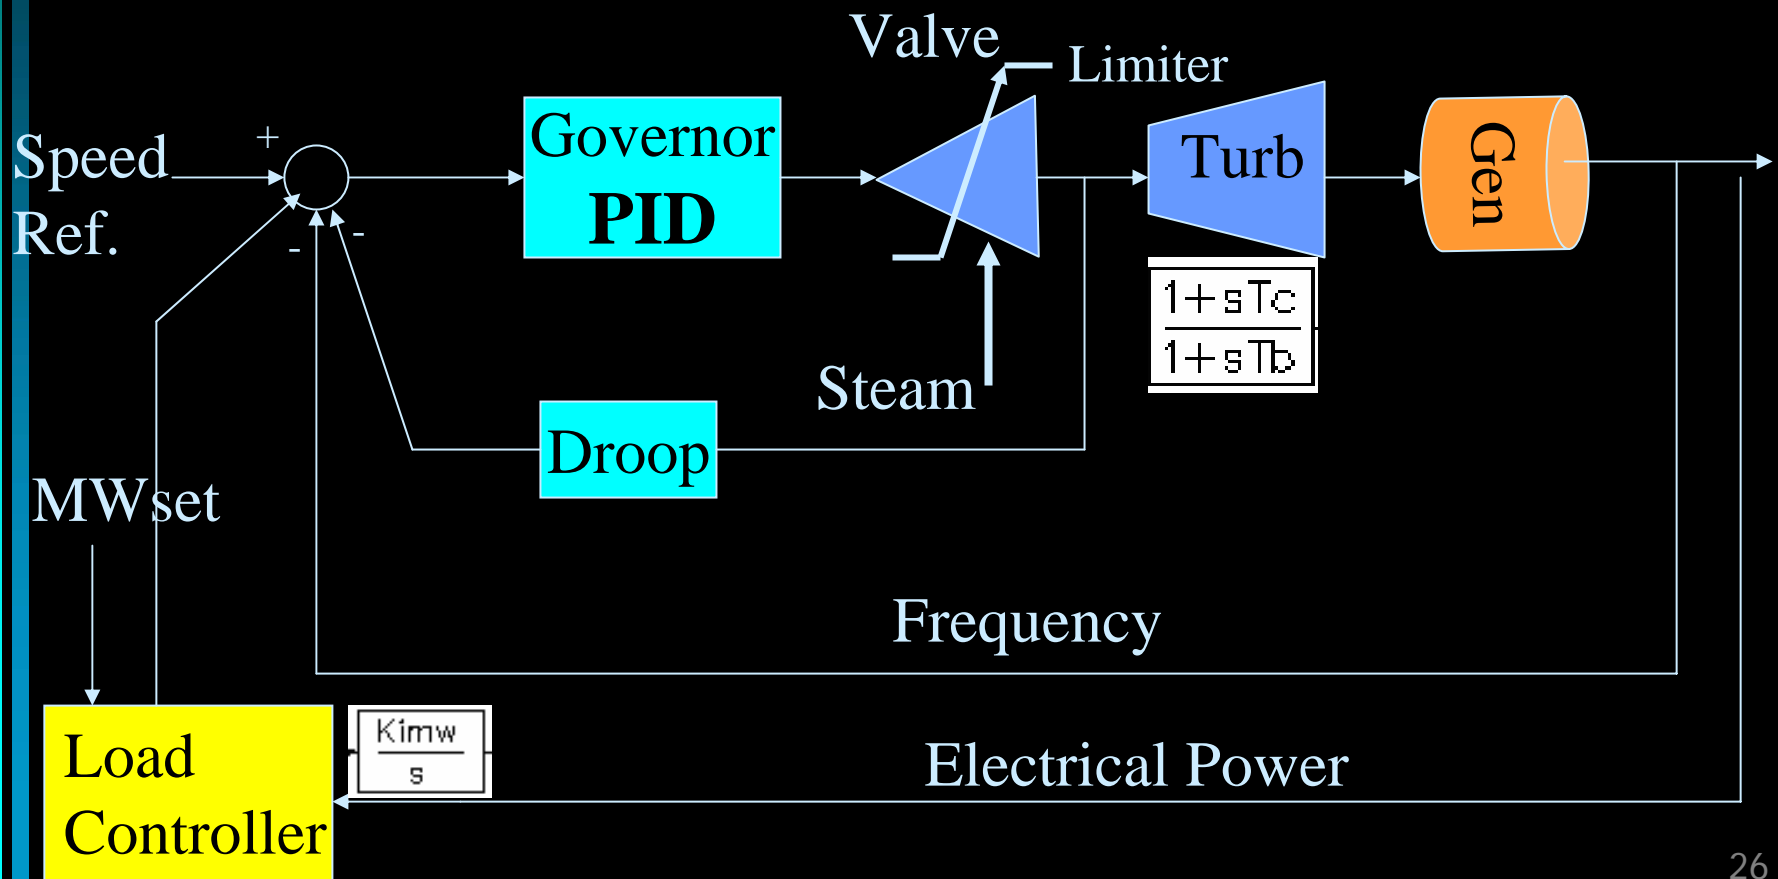 Valve
Limiter
Speed
Ref.
+
-
-
Governor
PID
Turb
Gen
1+sTc
1+sTb
Steam
Droop
MWset
Frequency
Kimw
s
Electrical Power
Load
Controller
26